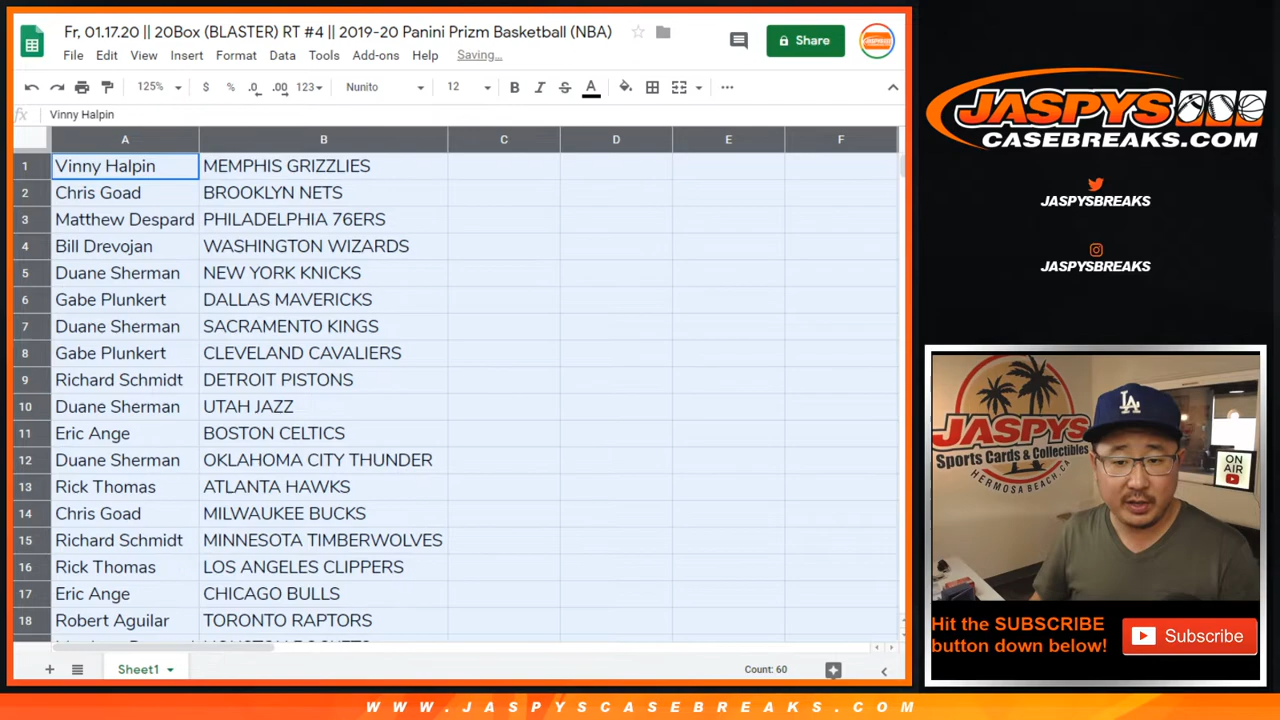 Fr, 01.17.20 || 20Box (BLASTER) RT #4 || 2019-20 Panini Prizm Basketball (NBA)
File Edit View Insert Format Data Tools Add-ons Help Saving...
Share
125% $ % .0 .00 123 Nunito 12 B I S A
fx Vinny Halpin
A B C D E F
1 Vinny Halpin MEMPHIS GRIZZLIES
2 Chris Goad BROOKLYN NETS
3 Matthew Despard PHILADELPHIA 76ERS
4 Bill Drevojan WASHINGTON WIZARDS
5 Duane Sherman NEW YORK KNICKS
6 Gabe Plunkert DALLAS MAVERICKS
7 Duane Sherman SACRAMENTO KINGS
8 Gabe Plunkert CLEVELAND CAVALIERS
9 Richard Schmidt DETROIT PISTONS
10 Duane Sherman UTAH JAZZ
11 Eric Ange BOSTON CELTICS
12 Duane Sherman OKLAHOMA CITY THUNDER
13 Rick Thomas ATLANTA HAWKS
14 Chris Goad MILWAUKEE BUCKS
15 Richard Schmidt MINNESOTA TIMBERWOLVES
16 Rick Thomas LOS ANGELES CLIPPERS
17 Eric Ange CHICAGO BULLS
18 Robert Aguilar TORONTO RAPTORS
Sheet1 Count: 60
JASPYS
CASEBREAKS.COM
JASPYSBREAKS
JASPYSBREAKS
JASPYS
Sports Cards & Collectibles
HERMOSA BEACH, CA
LA
ON
AIR
Hit the SUBSCRIBE
button down below!
Subscribe
WWW.JASPYSCASEBREAKS.COM